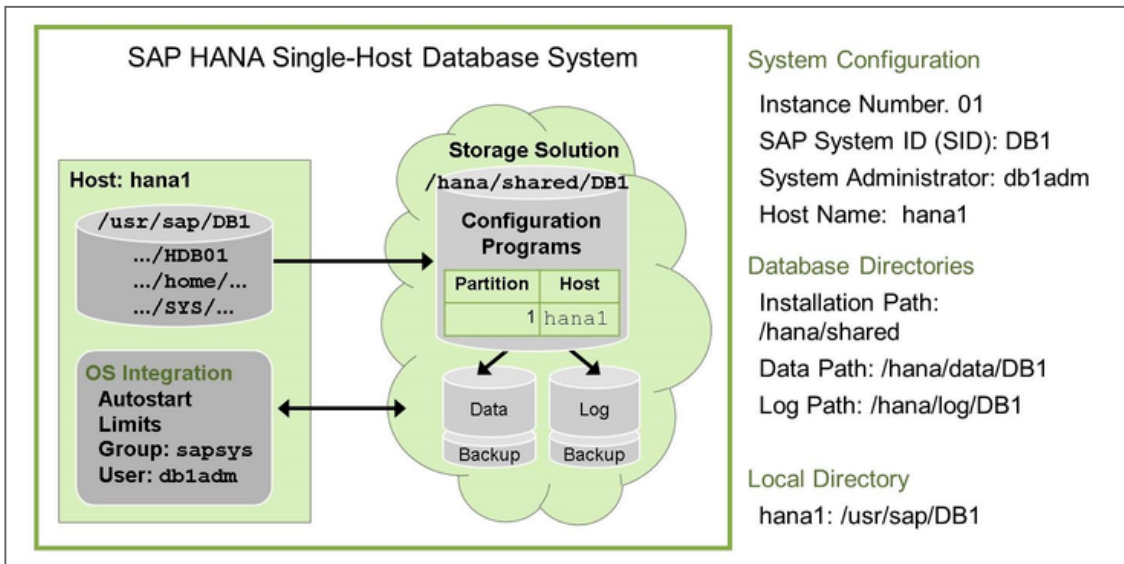 SAP HANA Single-Host Database System
Host: hana1
/usr/sap/DB1
.../HDB01
.../home/...
.../SYS/...
OS Integration
Autostart
Limits
Group: sapsys
User: db1adm
Storage Solution
/hana/shared/DB1
Configuration
Programs
Partition Host
1 hana1
Data Log
Backup Backup
System Configuration
Instance Number. 01
SAP System ID (SID): DB1
System Administrator: db1adm
Host Name: hana1
Database Directories
Installation Path:
/hana/shared
Data Path: /hana/data/DB1
Log Path: /hana/log/DB1
Local Directory
hana1: /usr/sap/DB1